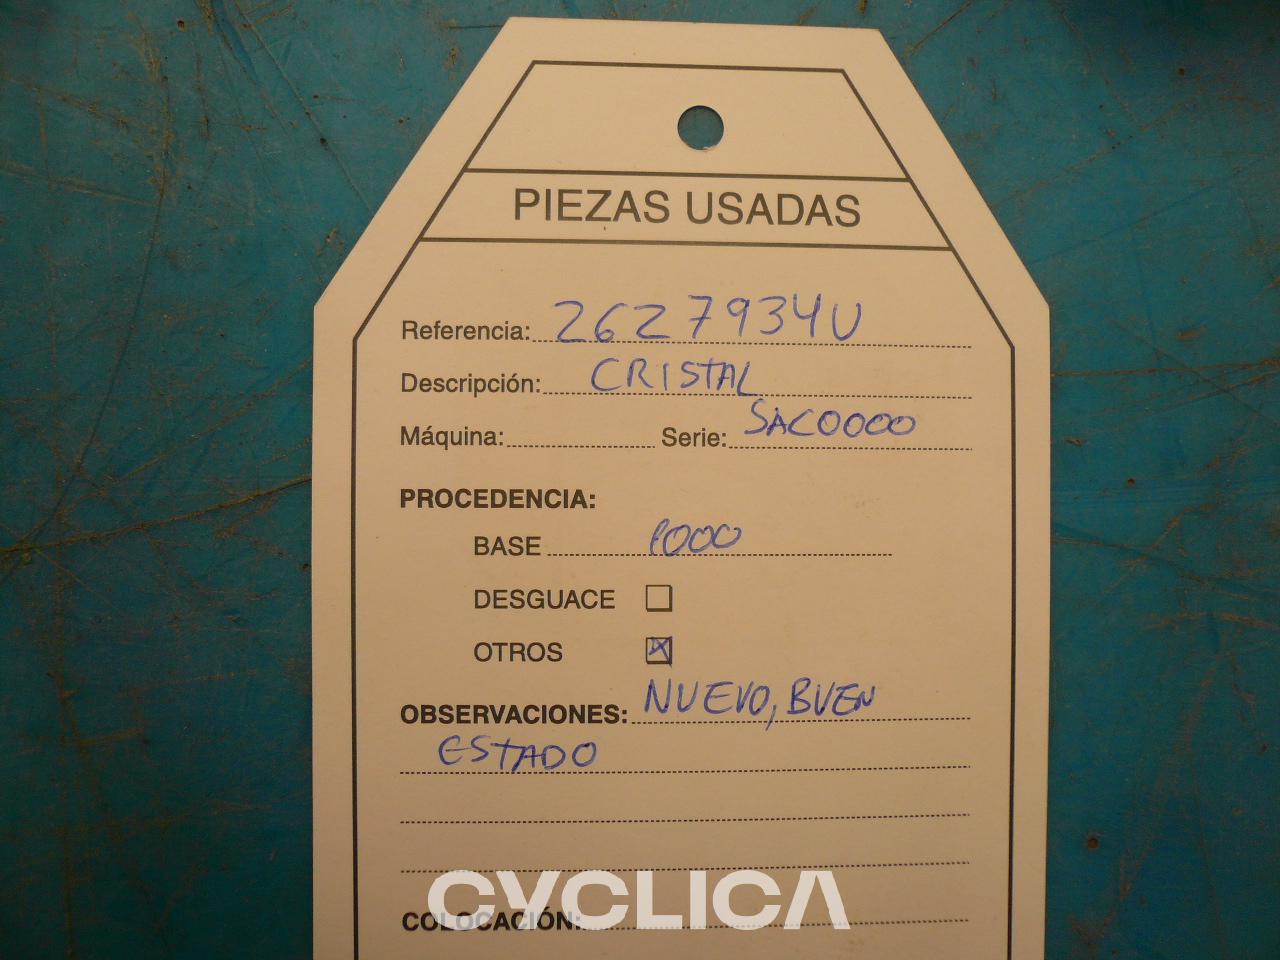 PIEZAS USADAS
Referencia: 2627934U
Descripción: CRISTAL
Máquina: Serie: SAC0000
PROCEDENCIA:
BASE 1000
DESGUACE
OTROS X
OBSERVACIONES: NUEVO, BUEN
ESTADO
COLOCACIÓN:
CYCLICA